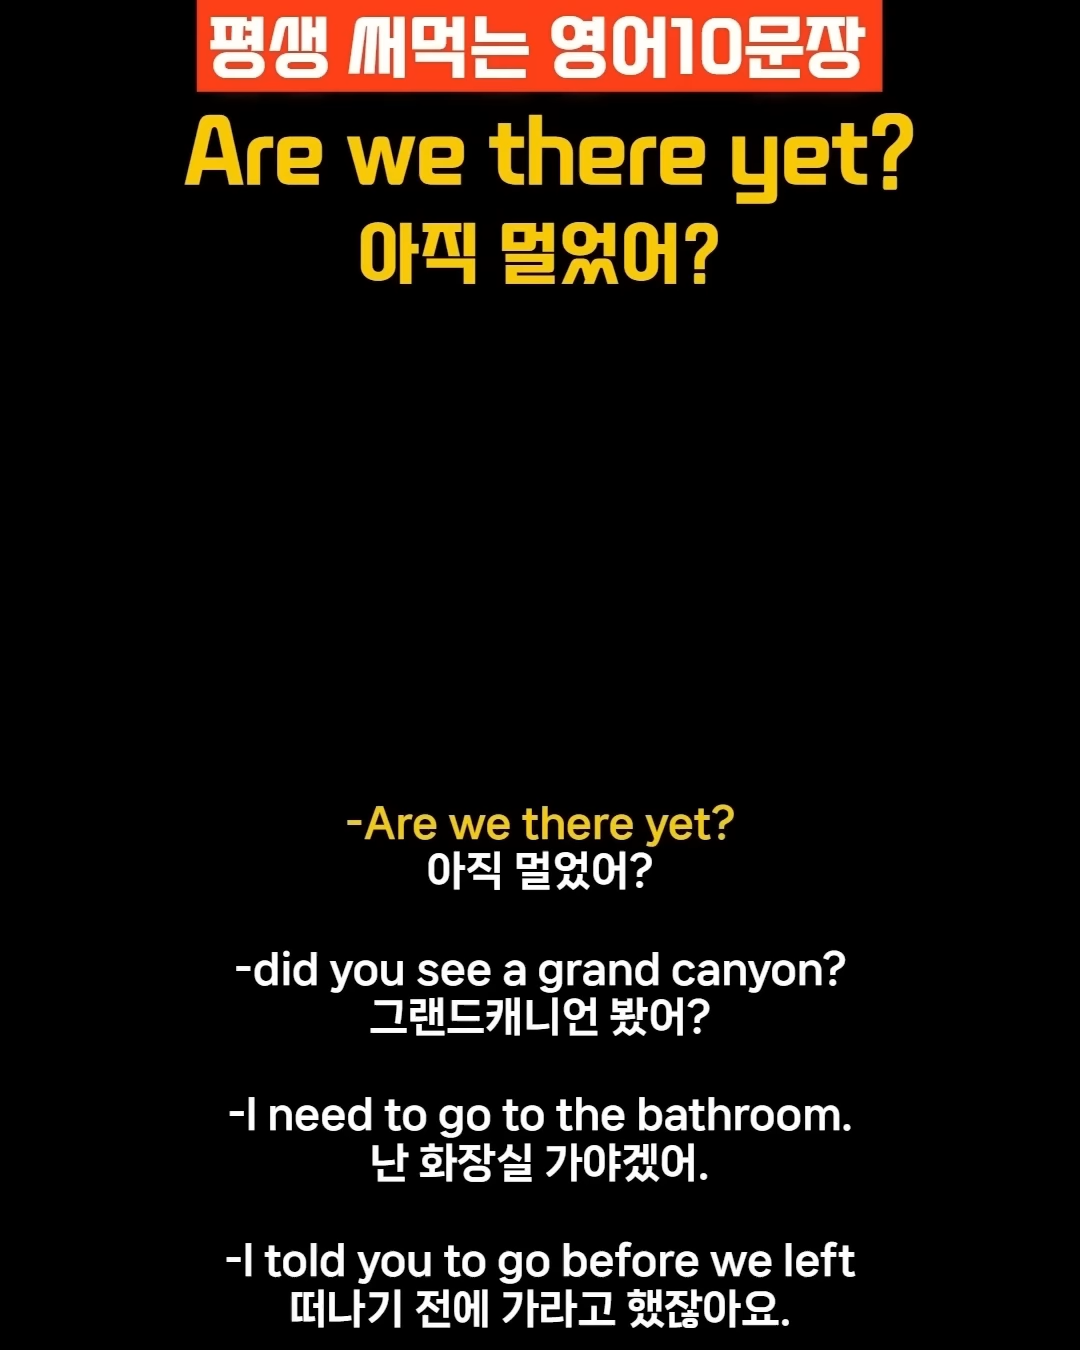 평생 써먹는 영어10문장
Are we there yet?
아직 멀었어?
-Are we there yet?
아직 멀었어?
-did you see a grand canyon?
그랜드캐니언 봤어?
-I need to go to the bathroom.
난 화장실 가야겠어.
-I told you to go before we left
떠나기 전에 가라고 했잖아요.